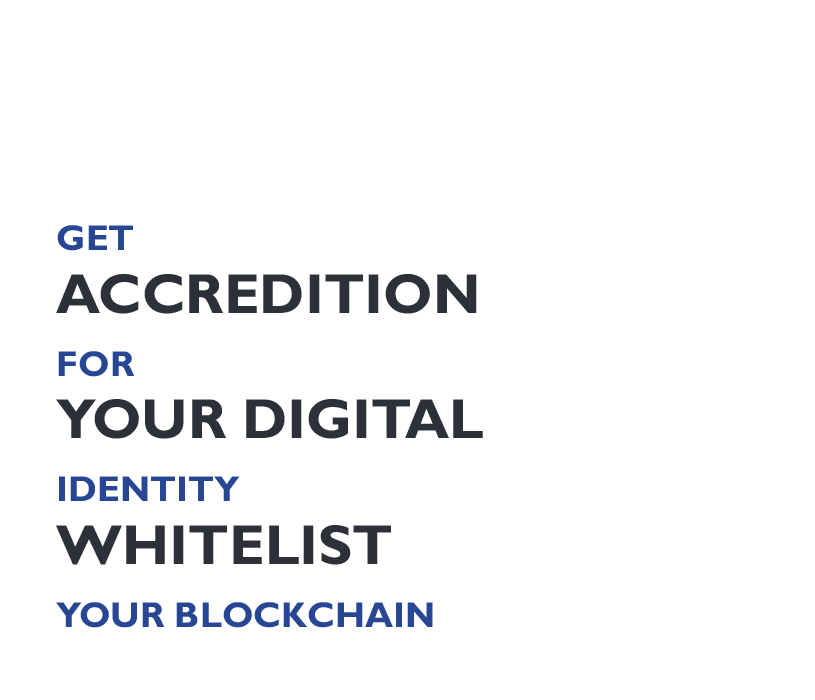 GET
ACCREDITION
FOR
YOUR DIGITAL
IDENTITY
WHITELIST
YOUR BLOCKCHAIN